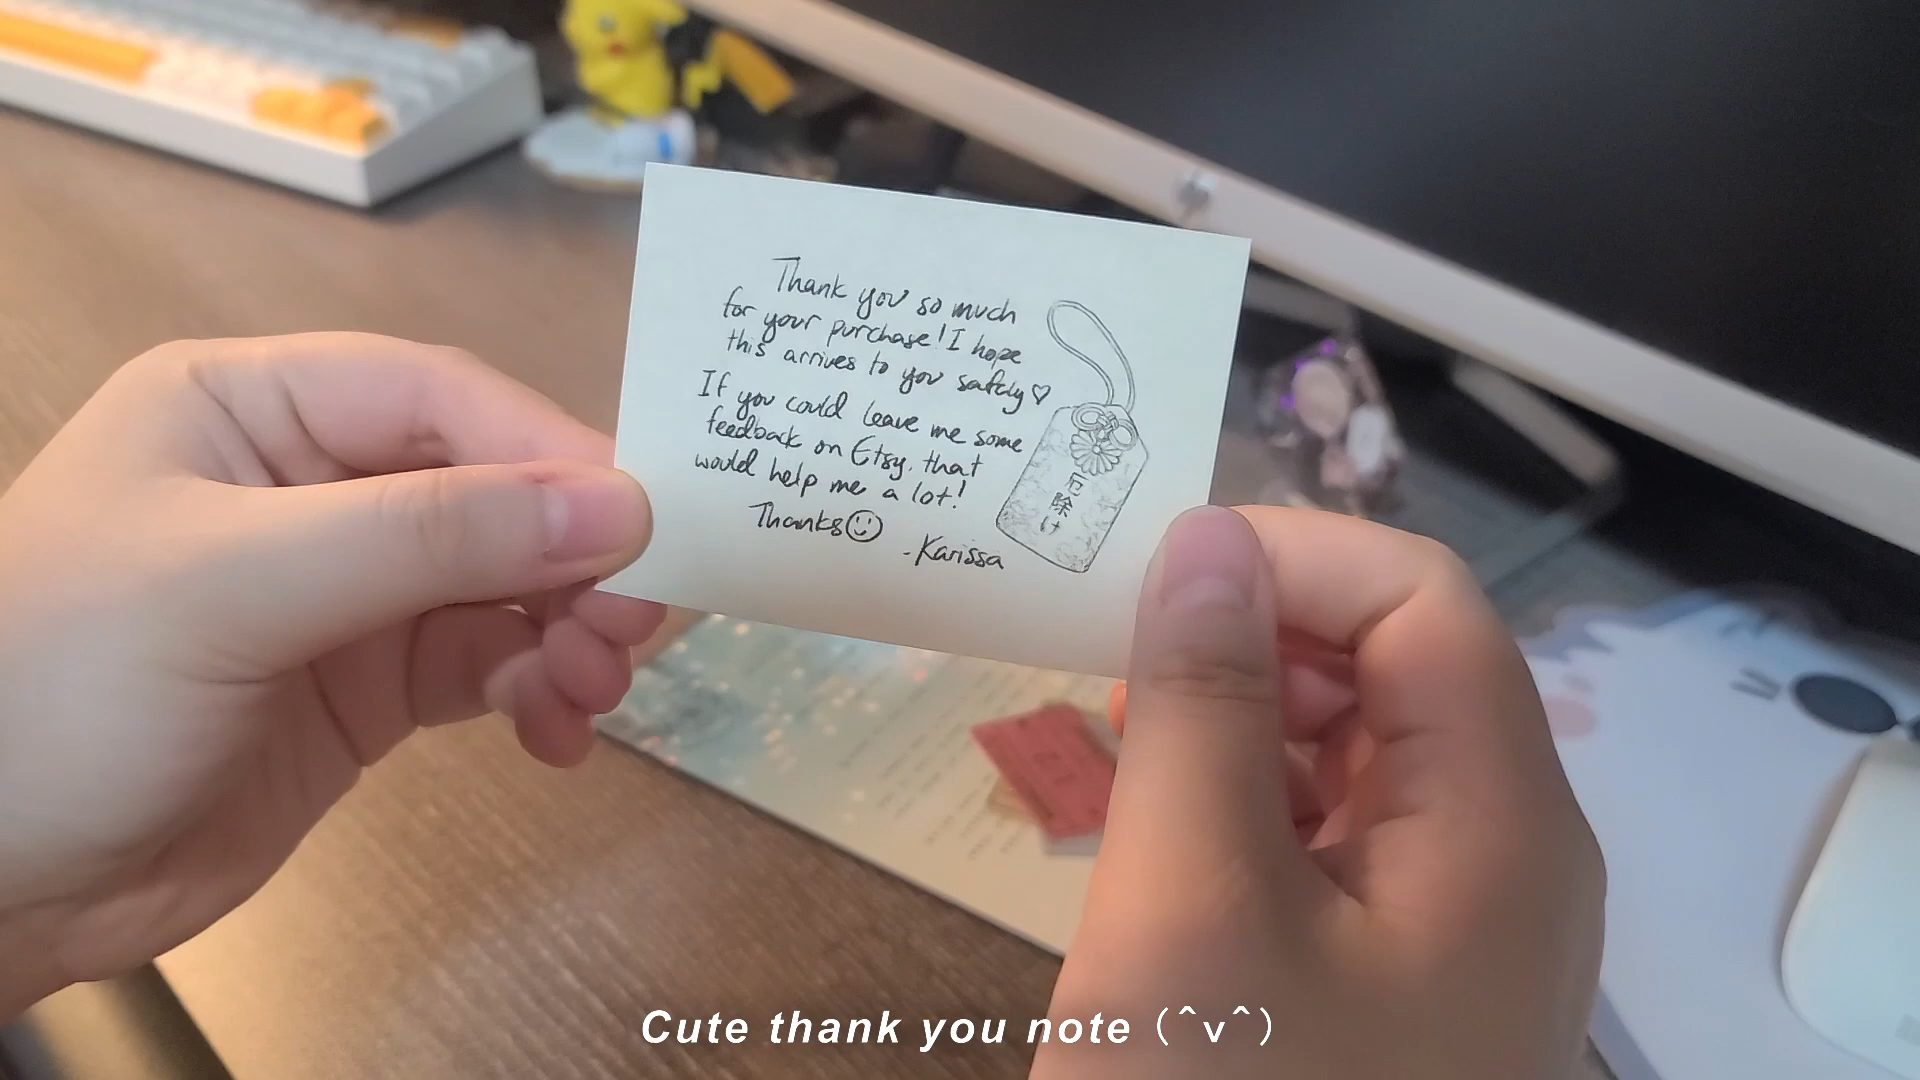 Thank you so much
for your purchase! I hope
this arrives to you safely♡
If you could leave me some
feedback on Etsy, that
would help me a lot!
Thanks☺
-Karissa
厄除け
Cute thank you note (^v^)